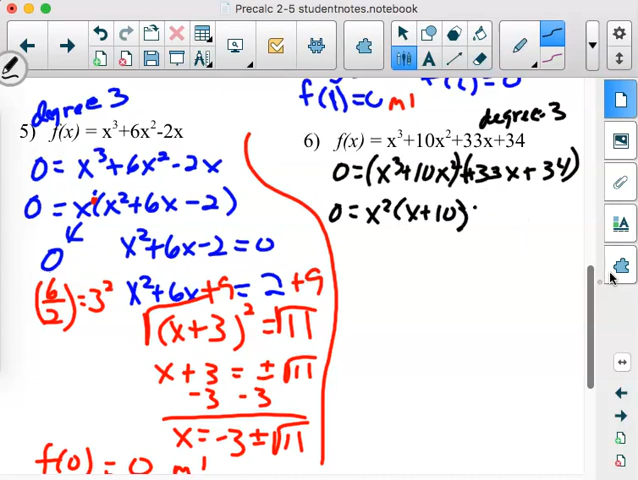 Precalc 2-5 studentnotes.notebook
f(1)=0 m1
degree 3
5) f(x) = x³+6x²-2x
0 = x³+6x²-2x
0 = x(x²+6x-2)
0
x²+6x-2=0
(6/2)=3²
x²+6x+9=2+9
√(x+3)²=√11
x+3=±√11
-3 -3
x=-3±√11
f(0)=0 m1
degree 3
6) f(x) = x³+10x²+33x+34
0=(x³+10x²)(+33x+34)
0=x²(x+10)